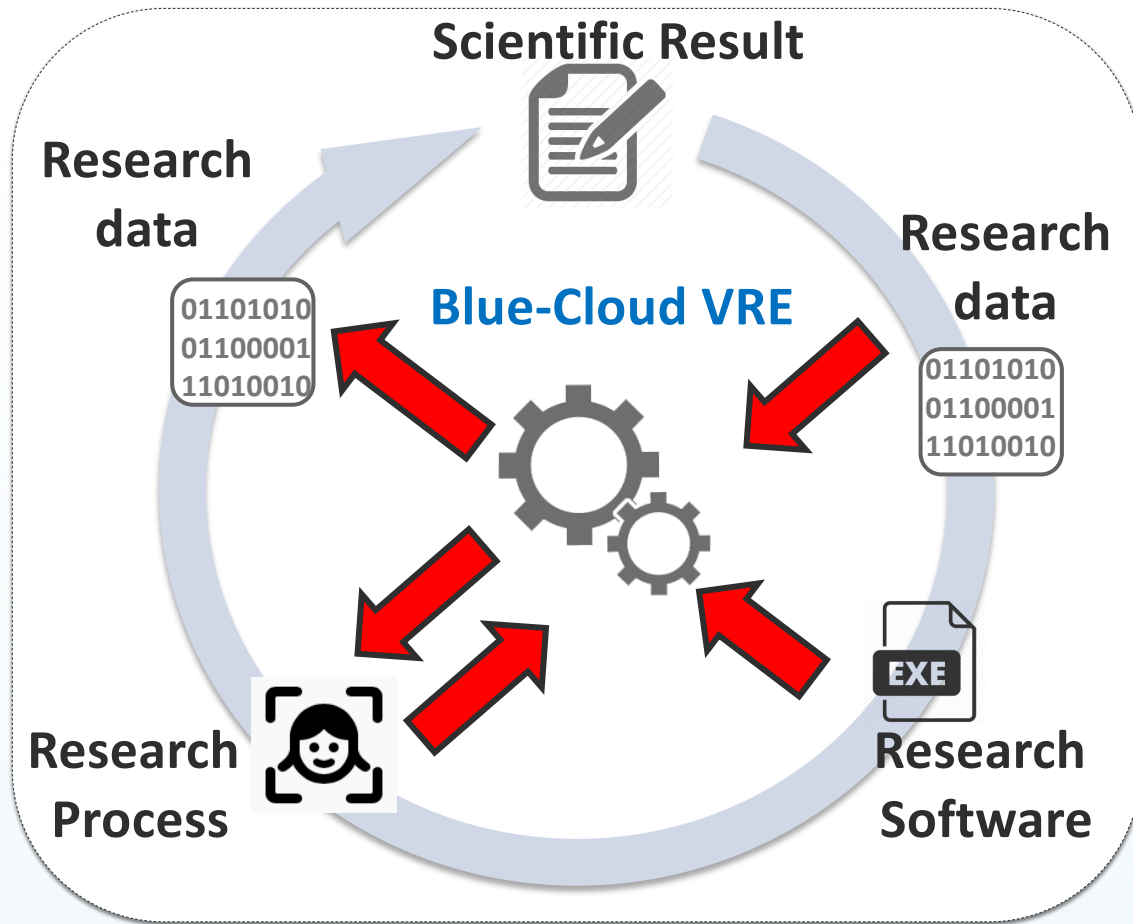 Scientific Result
Research
data
01101010
01100001
11010010
Blue-Cloud VRE
Research
data
01101010
01100001
11010010
Research
Process
EXE
Research
Software